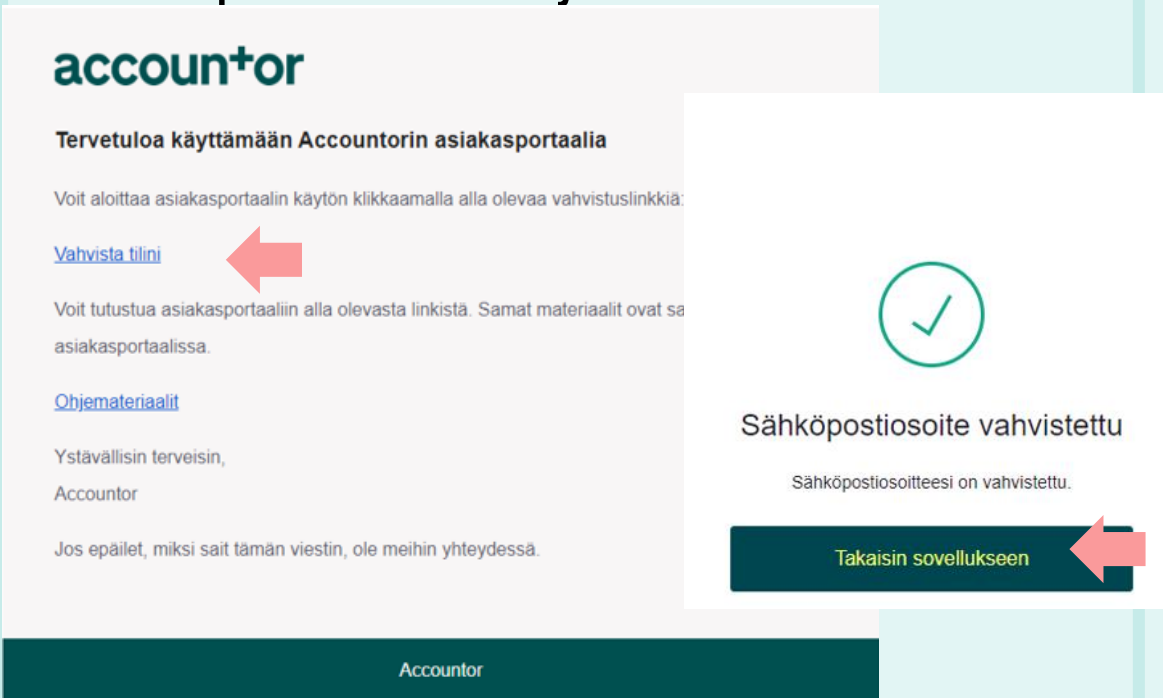 accountor
Tervetuloa käyttämään Accountorin asiakasportaalia
Voit aloittaa asiakasportaalin käytön klikkaamalla alla olevaa vahvistuslinkkiä:
Vahvista tilini
Voit tutustua asiakasportaaliin alla olevasta linkistä. Samat materiaalit ovat
asiakasportaalissa.
Ohjemateriaalit
Ystävällisin terveisin,
Accountor
Jos epäilet, miksi sait tämän viestin, ole meihin yhteydessä.
Accountor
Sähköpostiosoite vahvistettu
Sähköpostiosoitteesi on vahvistettu.
Takaisin sovellukseen